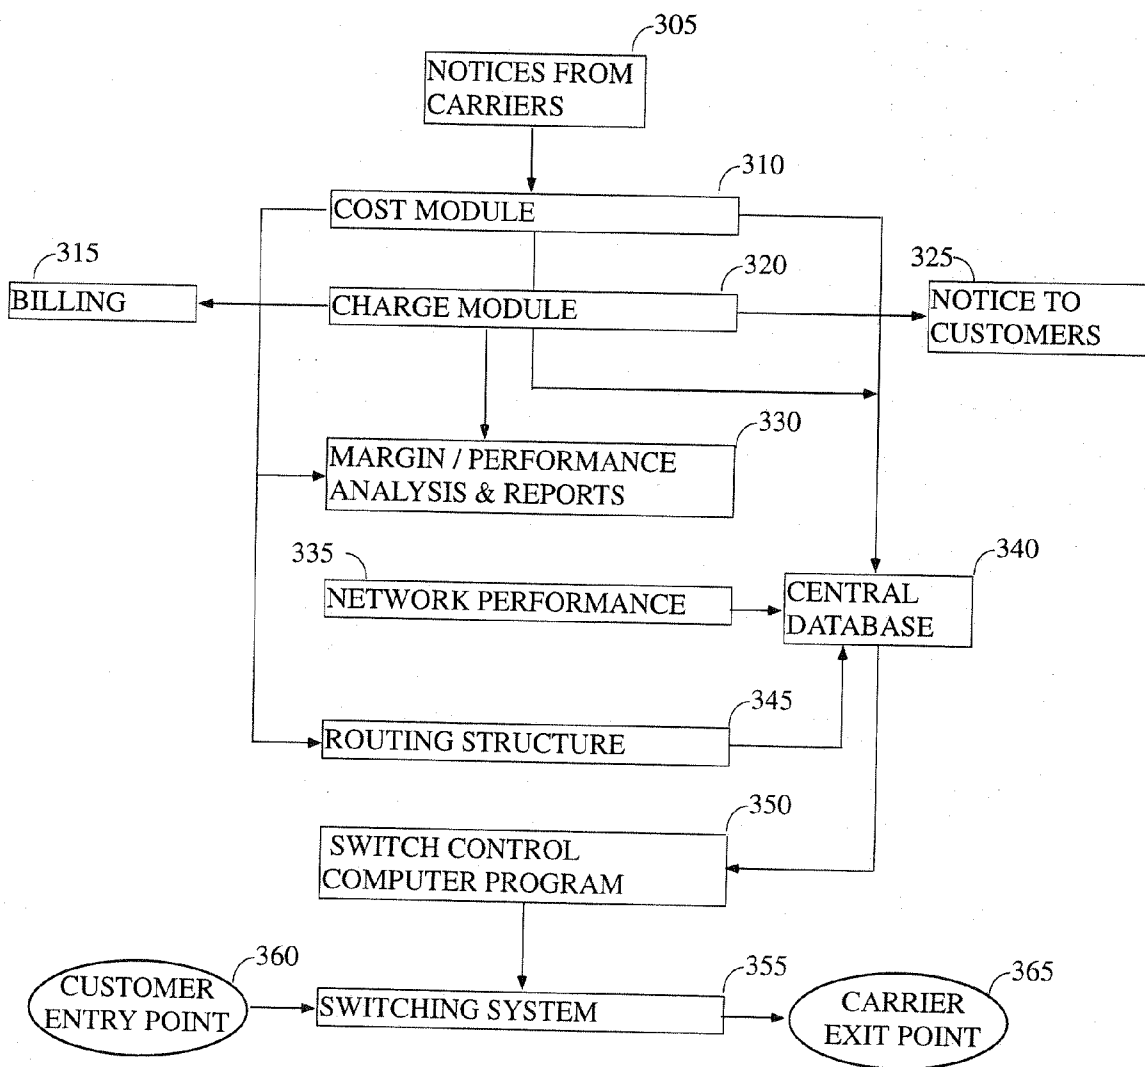 305
NOTICES FROM
CARRIERS
310
COST MODULE
315
BILLING
320
CHARGE MODULE
325
NOTICE TO
CUSTOMERS
330
MARGIN / PERFORMANCE
ANALYSIS & REPORTS
335
NETWORK PERFORMANCE
340
CENTRAL
DATABASE
345
ROUTING STRUCTURE
350
SWITCH CONTROL
COMPUTER PROGRAM
360
CUSTOMER
ENTRY POINT
355
SWITCHING SYSTEM
365
CARRIER
EXIT POINT